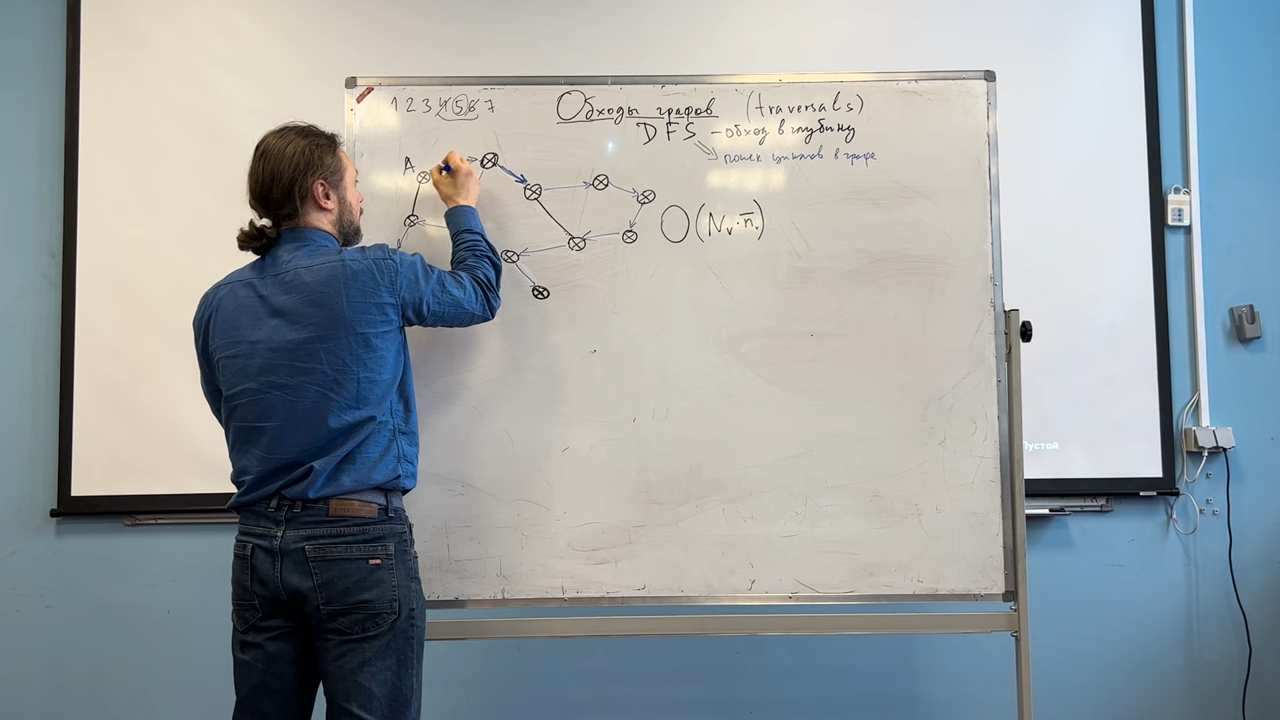 1 2 3 4 5 6 7
Обходы графов (traversals)
DFS – обход в глубину
поиск циклов в графе
A
O(Nᵥ·n̄ᵥ)
Пустой